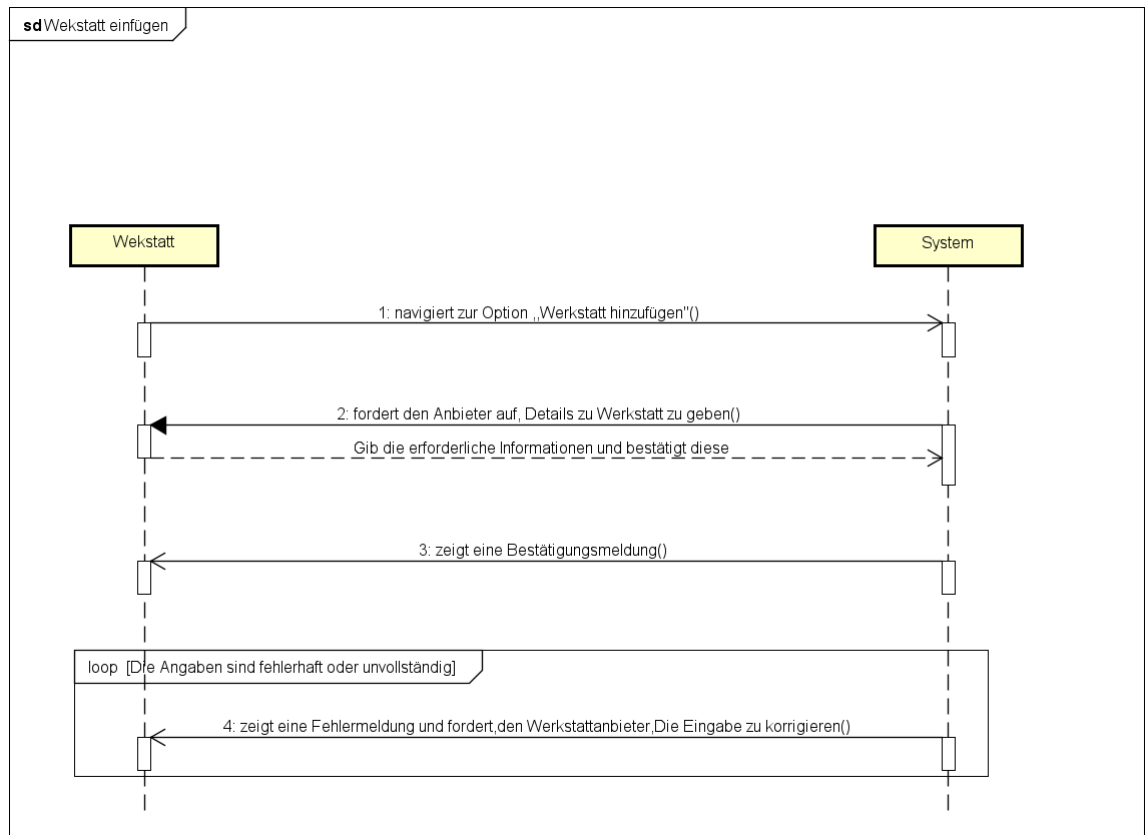 sd Wekstatt einfügen
Wekstatt
System
1: navigiert zur Option ,,Werkstatt hinzufügen"()
2: fordert den Anbieter auf, Details zu Werkstatt zu geben()
Gib die erforderliche Informationen und bestätigt diese
3: zeigt eine Bestätigungsmeldung()
loop [Die Angaben sind fehlerhaft oder unvollständig]
4: zeigt eine Fehlermeldung und fordert,den Werkstattanbieter,Die Eingabe zu korrigieren()